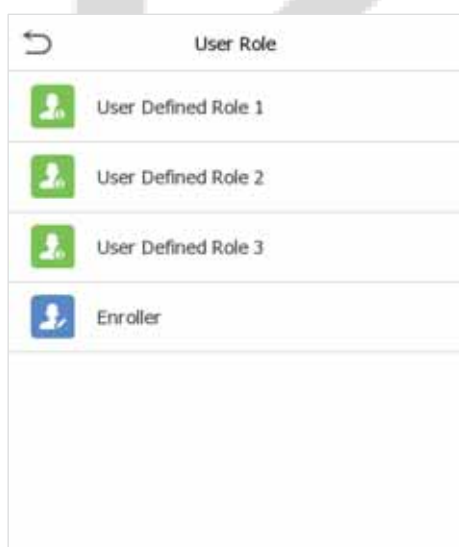 User Role
User Defined Role 1
User Defined Role 2
User Defined Role 3
Enroller